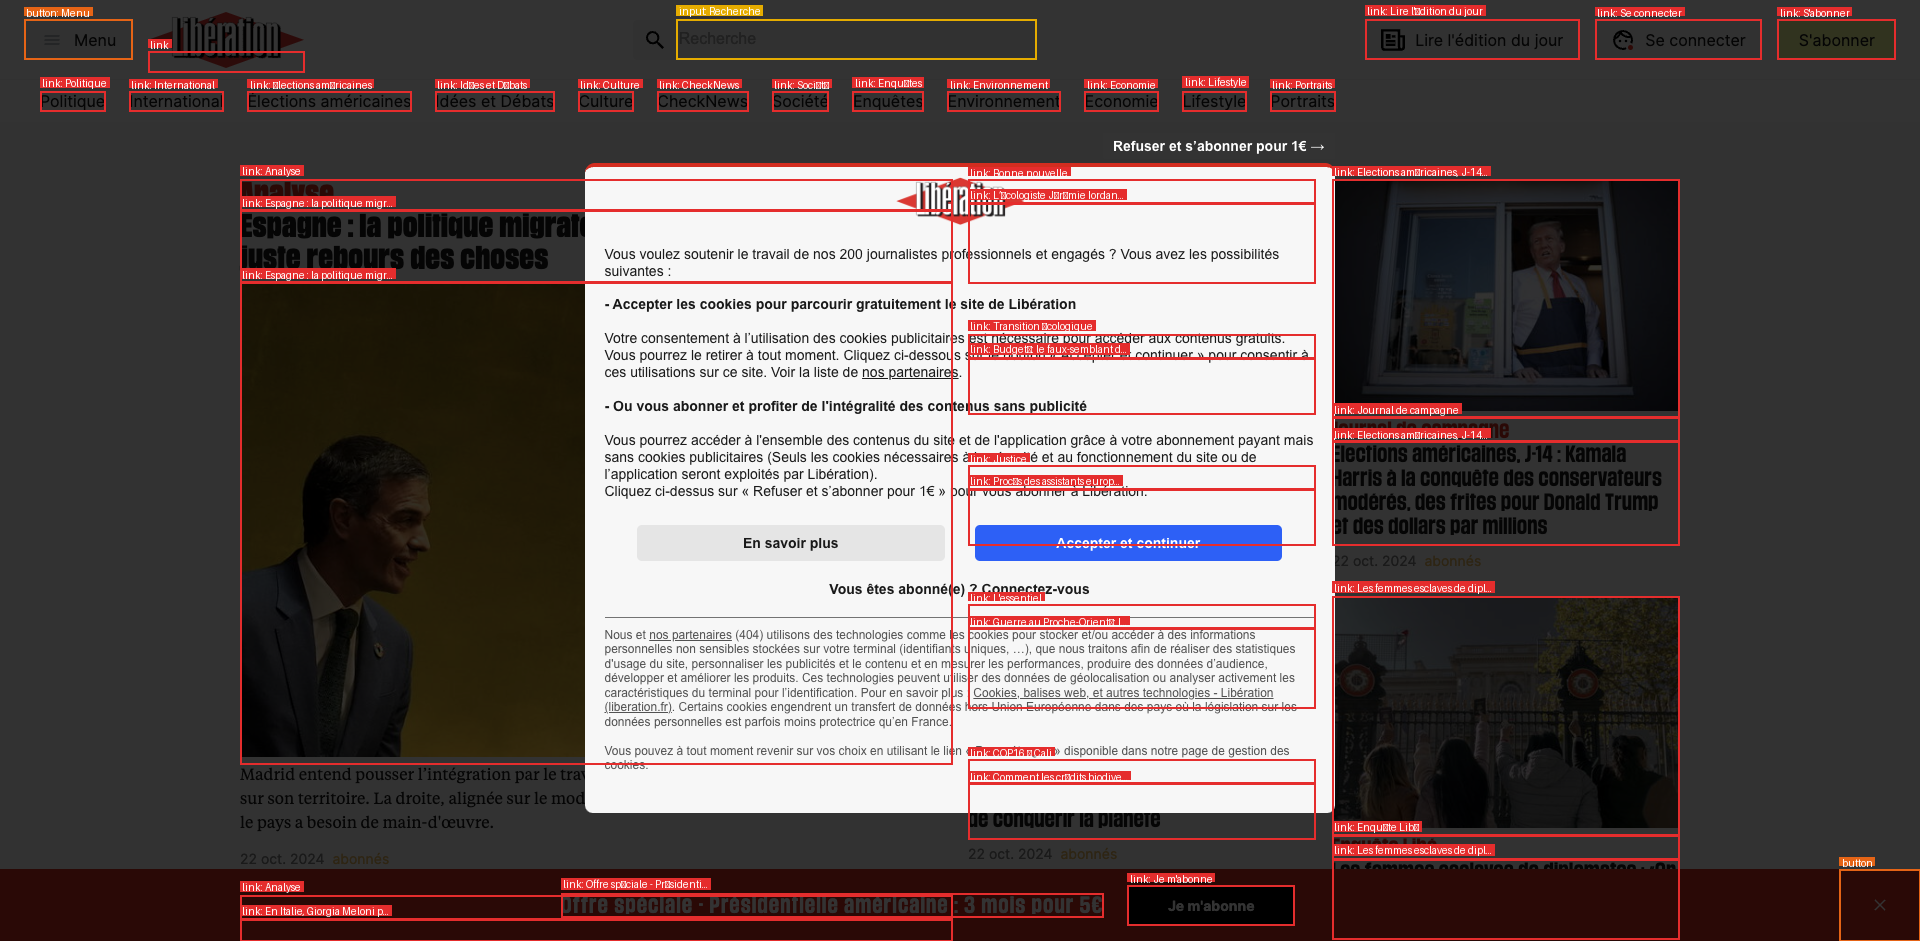 button: Menu
Menu
link
Libération
input: Recherche
Recherche
link: Lire l'édition du jour
Lire l'édition du jour
link: Se connecter
Se connecter
link: S'abonner
S'abonner
link: Politique
Politique
link: International
International
link: Élections américaines
Élections américaines
link: Idées et Débats
Idées et Débats
link: Culture
Culture
link: CheckNews
CheckNews
link: Société
Société
link: Enquêtes
Enquêtes
link: Environnement
Environnement
link: Economie
Economie
link: Lifestyle
Lifestyle
link: Portraits
Portraits
Refuser et s'abonner pour 1€ →
link: Analyse
Analyse
link: Espagne : la politique migr...
Espagne : la politique migrato
juste rebours des choses
link: Espagne : la politique migr...
Madrid entend pousser l'intégration par le trav
sur son territoire. La droite, alignée sur le mod
le pays a besoin de main-d'œuvre.
22 oct. 2024 abonnés
Libération
Vous voulez soutenir le travail de nos 200 journalistes professionnels et engagés ? Vous avez les possibilités
suivantes :
- Accepter les cookies pour parcourir gratuitement le site de Libération
Votre consentement à l'utilisation des cookies publicitaires est nécessaire pour accéder aux contenus gratuits.
Vous pourrez le retirer à tout moment. Cliquez ci-dessous continuer » pour consentir à
ces utilisations sur ce site. Voir la liste de nos partenaires.
- Ou vous abonner et profiter de l'intégralité des contenus sans publicité
Vous pourrez accéder à l'ensemble des contenus du site et de l'application grâce à votre abonnement payant mais
sans cookies publicitaires (Seuls les cookies nécessaires à et au fonctionnement du site ou de
l'application seront exploités par Libération).
Cliquez ci-dessus sur « Refuser et s'abonner pour 1€ » pour vous abonner à Libération.
En savoir plus
Accepter et continuer
Vous êtes abonné(e) ? Connectez-vous
Nous et nos partenaires (404) utilisons des technologies comme les cookies pour stocker et/ou accéder à des informations
personnelles non sensibles stockées sur votre terminal (identifiants uniques, …), que nous traitons afin de réaliser des statistiques
d'usage du site, personnaliser les publicités et le contenu et en mesurer les performances, produire des données d'audience,
développer et améliorer les produits. Ces technologies peuvent utiliser des données de géolocalisation ou analyser activement les
caractéristiques du terminal pour l'identification. Pour en savoir plus : Cookies, balises web, et autres technologies - Libération
(liberation.fr). Certains cookies engendrent un transfert de données hors Union Européenne dans des pays où la législation sur les
données personnelles est parfois moins protectrice qu'en France.
Vous pouvez à tout moment revenir sur vos choix en utilisant le lien « » disponible dans notre page de gestion des
cookies.
link: Bonne nouvelle
link: L'écologiste Jérémie Iordan...
link: Transition écologique
link: Budget : le faux-semblant d...
link: Justice
link: Procès des assistants europ...
link: L'essentiel
link: Guerre au Proche-Orient : l...
link: COP16 à Cali
link: Comment les crédits biodive...
de conquérir la planète
22 oct. 2024 abonnés
link: Elections américaines, J-14...
link: Journal de campagne
Journal de campagne
link: Elections américaines, J-14...
Elections américaines, J-14 : Kamala
Harris à la conquête des conservateurs
modérés, des frites pour Donald Trump
et des dollars par millions
22 oct. 2024 abonnés
link: Les femmes esclaves de dipl...
link: Enquête Libé
Enquête Libé
link: Les femmes esclaves de dipl...
Les femmes esclaves de diplomates : «On
link: Analyse
link: En Italie, Giorgia Meloni p...
link: Offre spéciale - Présidenti...
Offre spéciale - Présidentielle américaine : 3 mois pour 5€
link: Je m'abonne
Je m'abonne
button